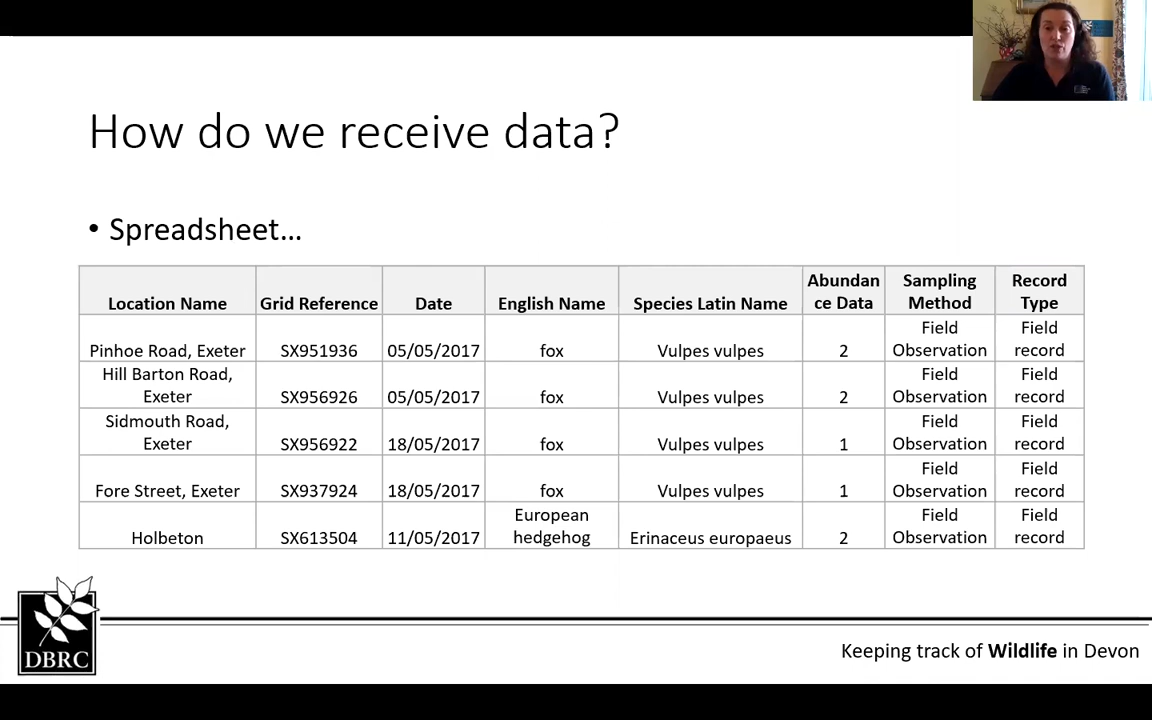 How do we receive data?
• Spreadsheet...
Location Name Grid Reference Date English Name Species Latin Name Abundan ce Data Sampling Method Record Type
Pinhoe Road, Exeter SX951936 05/05/2017 fox Vulpes vulpes 2 Field Observation Field record
Hill Barton Road, Exeter SX956926 05/05/2017 fox Vulpes vulpes 2 Field Observation Field record
Sidmouth Road, Exeter SX956922 18/05/2017 fox Vulpes vulpes 1 Field Observation Field record
Fore Street, Exeter SX937924 18/05/2017 fox Vulpes vulpes 1 Field Observation Field record
Holbeton SX613504 11/05/2017 European hedgehog Erinaceus europaeus 2 Field Observation Field record
DBRC
Keeping track of Wildlife in Devon